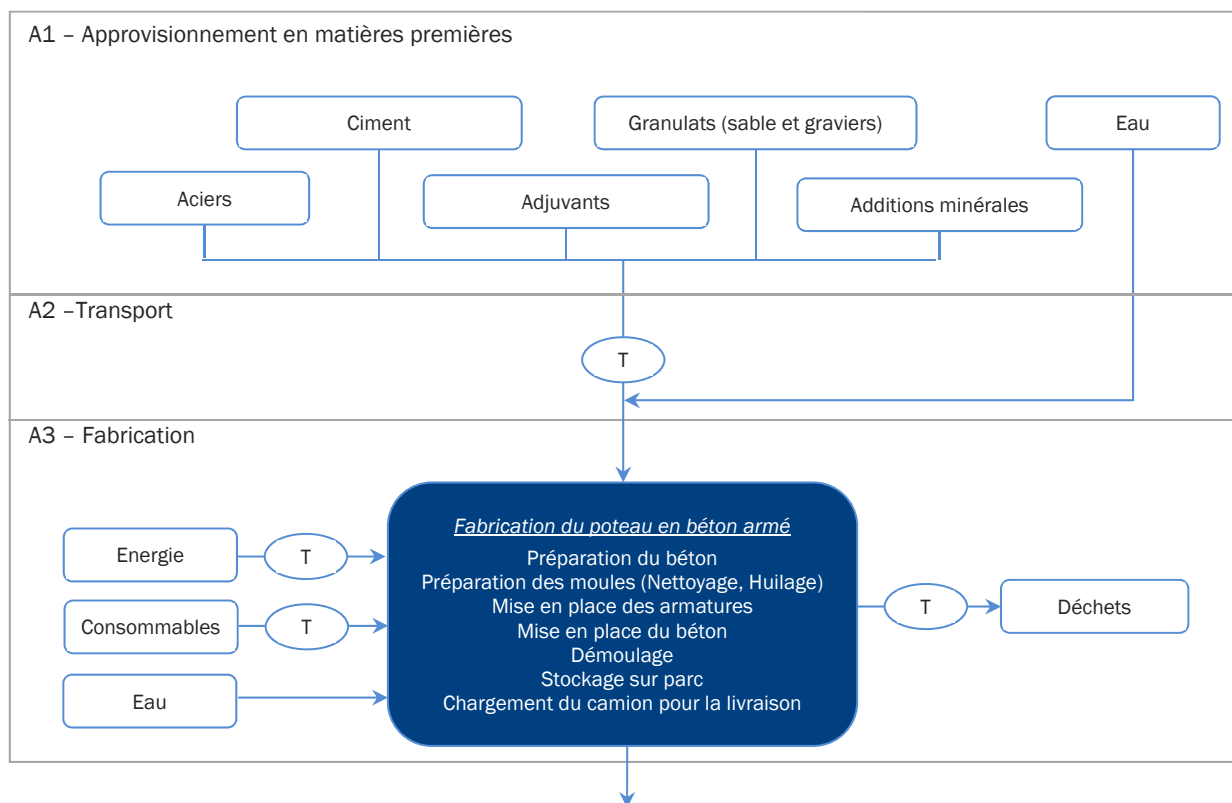 A1 – Approvisionnement en matières premières
Ciment
Granulats (sable et graviers)
Eau
Aciers
Adjuvants
Additions minérales
A2 –Transport
T
A3 – Fabrication
Fabrication du poteau en béton armé
Préparation du béton
Préparation des moules (Nettoyage, Huilage)
Mise en place des armatures
Mise en place du béton
Démoulage
Stockage sur parc
Chargement du camion pour la livraison
Energie
T
Consommables
T
Eau
T
Déchets